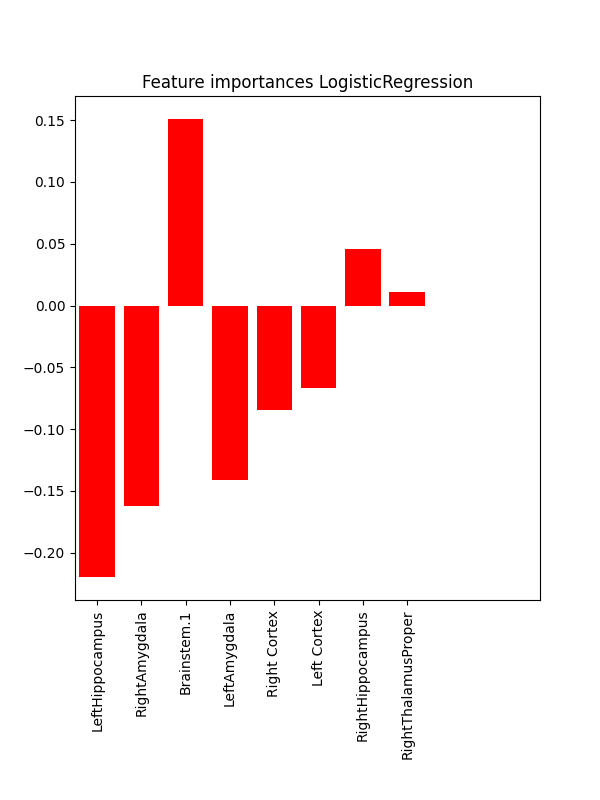 Feature importances LogisticRegression
0.15
0.10
0.05
0.00
−0.05
−0.10
−0.15
−0.20
LeftHippocampus
RightAmygdala
Brainstem.1
LeftAmygdala
Right Cortex
Left Cortex
RightHippocampus
RightThalamusProper